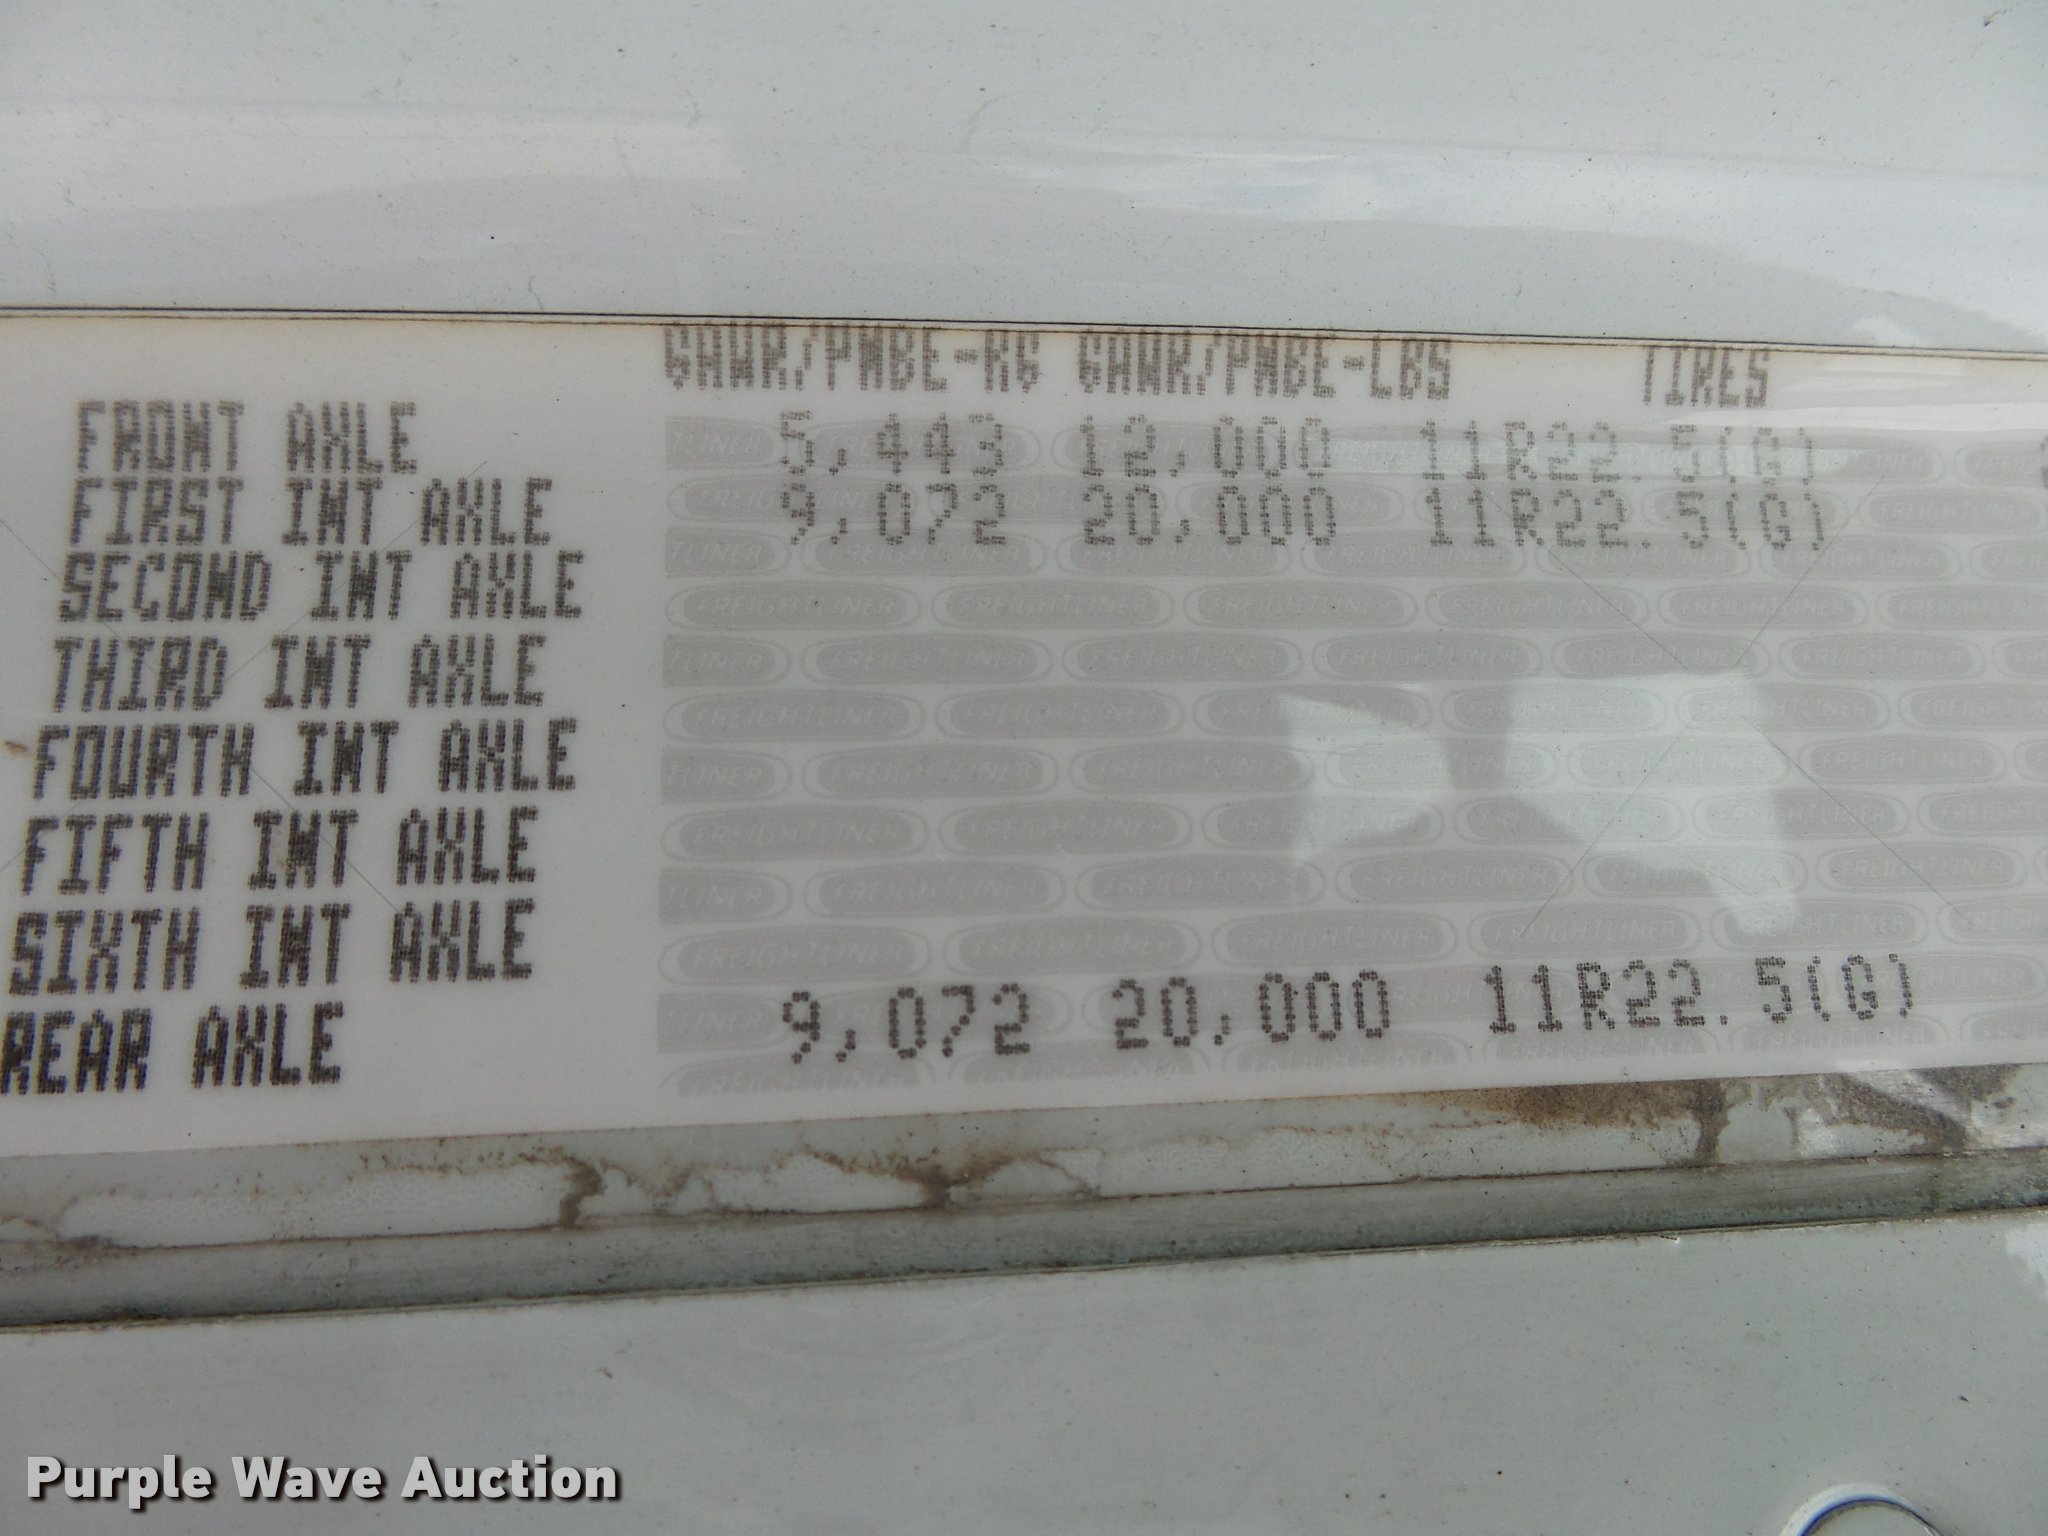 GAWR/PNBE-KG GAWR/PNBE-LBS TIRES
FRONT AXLE 5,443 12,000 11R22.5(G)
FIRST INT AXLE 9,072 20,000 11R22.5(G)
SECOND INT AXLE
THIRD INT AXLE
FOURTH INT AXLE
FIFTH INT AXLE
SIXTH INT AXLE
REAR AXLE 9,072 20,000 11R22.5(G)
FREIGHTLINER
Purple Wave Auction